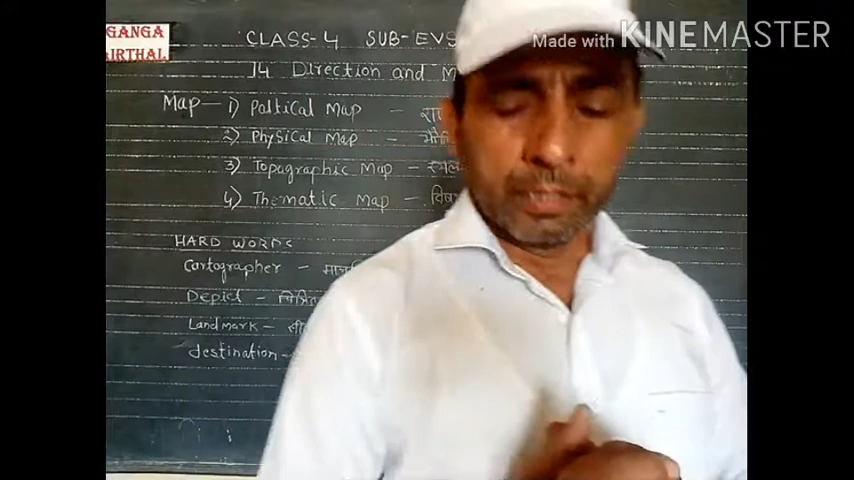 GANGA
IRTHAL
Made with KINEMASTER
CLASS-4 SUB-EVS
14 Direction and M
Map- 1) Poltical Map -
2) Physical Map -
3) Topagraphic Map -
4) Thematic Map -
HARD WORDS
Cartographer -
Depict -
Landmark -
destination -